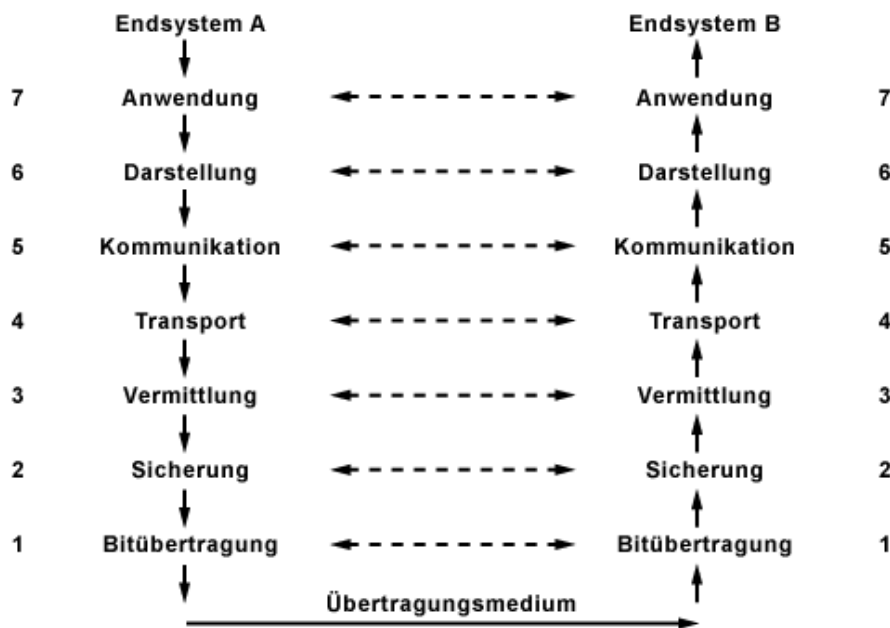 Endsystem A Endsystem B
7 Anwendung Anwendung 7
6 Darstellung Darstellung 6
5 Kommunikation Kommunikation 5
4 Transport Transport 4
3 Vermittlung Vermittlung 3
2 Sicherung Sicherung 2
1 Bitübertragung Bitübertragung 1
Übertragungsmedium